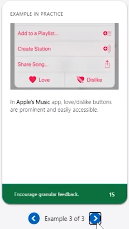 EXAMPLE IN PRACTICE
Add to a Playlist...
Create Station
Share Song...
Love
Dislike
In Apple's Music app, love/dislike buttons
are prominent and easily accessible.
Encourage granular feedback.
15
Example 3 of 3